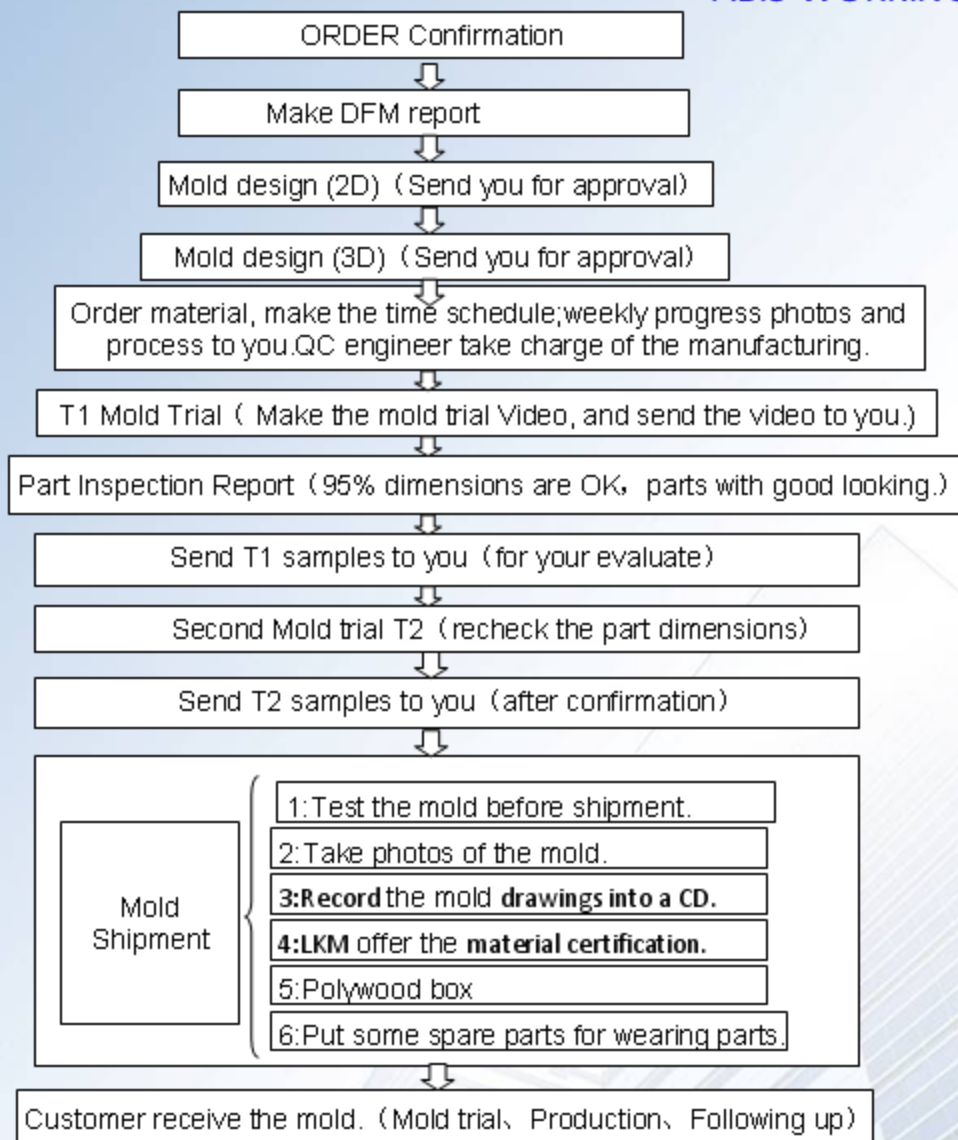 ORDER Confirmation
Make DFM report
Mold design (2D)（Send you for approval）
Mold design (3D)（Send you for approval）
Order material, make the time schedule;weekly progress photos and
process to you.QC engineer take charge of the manufacturing.
T1 Mold Trial（ Make the mold trial Video, and send the video to you.）
Part Inspection Report（95% dimensions are OK，parts with good looking.）
Send T1 samples to you（for your evaluate）
Second Mold trial T2（recheck the part dimensions）
Send T2 samples to you（after confirmation）
Mold
Shipment
1:Test the mold before shipment.
2:Take photos of the mold.
3:Record the mold drawings into a CD.
4:LKM offer the material certification.
5:Polywood box
6:Put some spare parts for wearing parts.
Customer receive the mold.（Mold trial、Production、Following up）